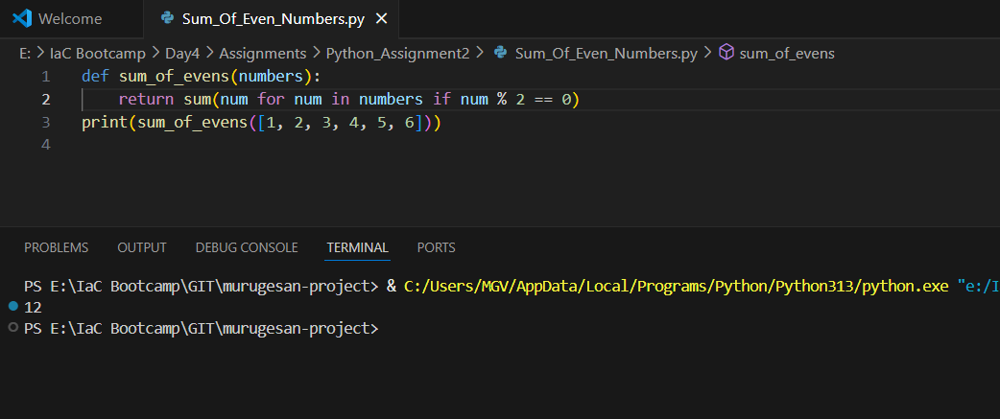 Welcome
Sum_Of_Even_Numbers.py
E: > IaC Bootcamp > Day4 > Assignments > Python_Assignment2 > Sum_Of_Even_Numbers.py > sum_of_evens
1 def sum_of_evens(numbers):
2     return sum(num for num in numbers if num % 2 == 0)
3 print(sum_of_evens([1, 2, 3, 4, 5, 6]))
4
PROBLEMS OUTPUT DEBUG CONSOLE TERMINAL PORTS
PS E:\IaC Bootcamp\GIT\murugesan-project> & C:/Users/MGV/AppData/Local/Programs/Python/Python313/python.exe "e:/I
12
PS E:\IaC Bootcamp\GIT\murugesan-project>